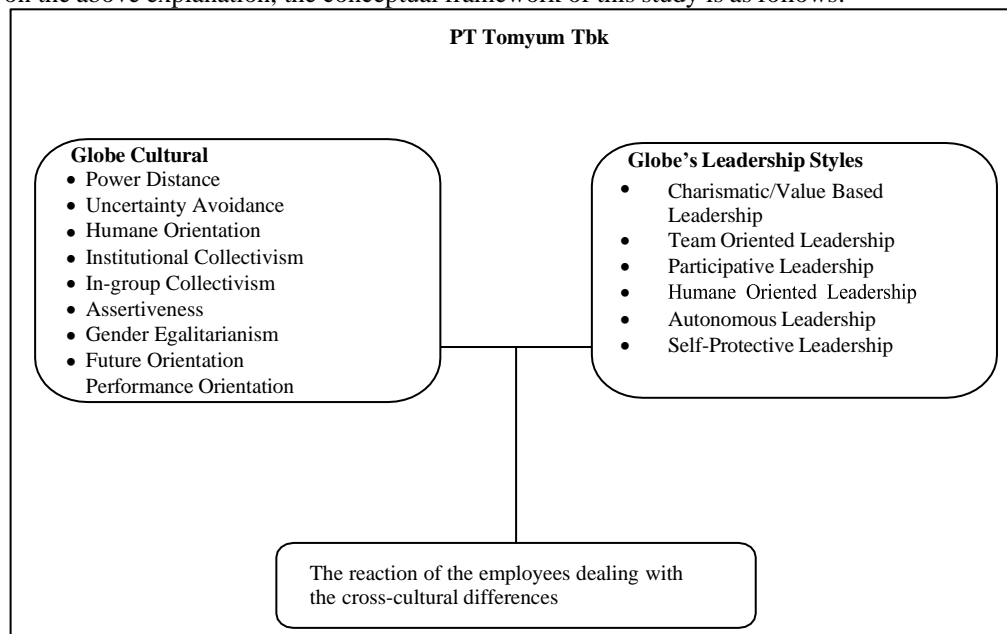 on the above explanation, the conceptual framework of this study is as follows:
PT Tomyum Tbk
Globe Cultural
• Power Distance
• Uncertainty Avoidance
• Humane Orientation
• Institutional Collectivism
• In-group Collectivism
• Assertiveness
• Gender Egalitarianism
• Future Orientation
Performance Orientation
Globe's Leadership Styles
• Charismatic/Value Based
Leadership
• Team Oriented Leadership
• Participative Leadership
• Humane Oriented Leadership
• Autonomous Leadership
• Self-Protective Leadership
The reaction of the employees dealing with
the cross-cultural differences